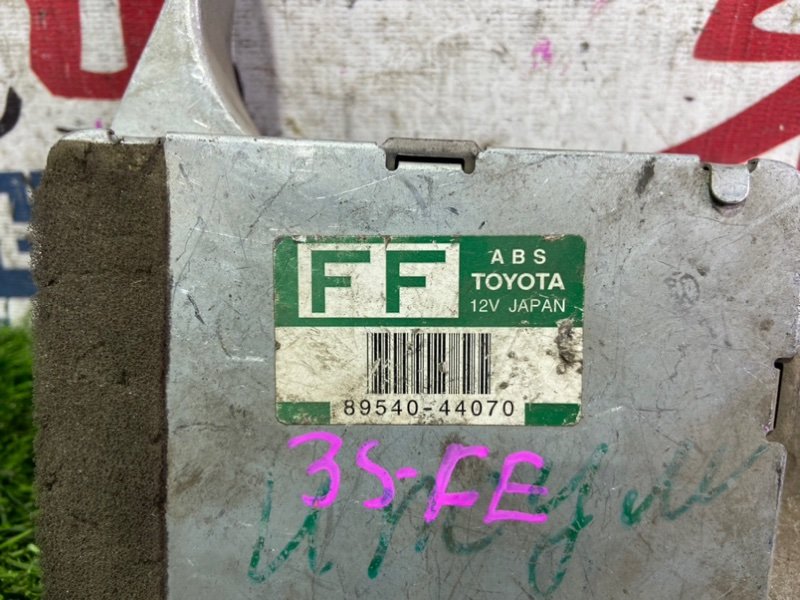 FF
ABS
TOYOTA
12V JAPAN
89540-44070
3S-FE